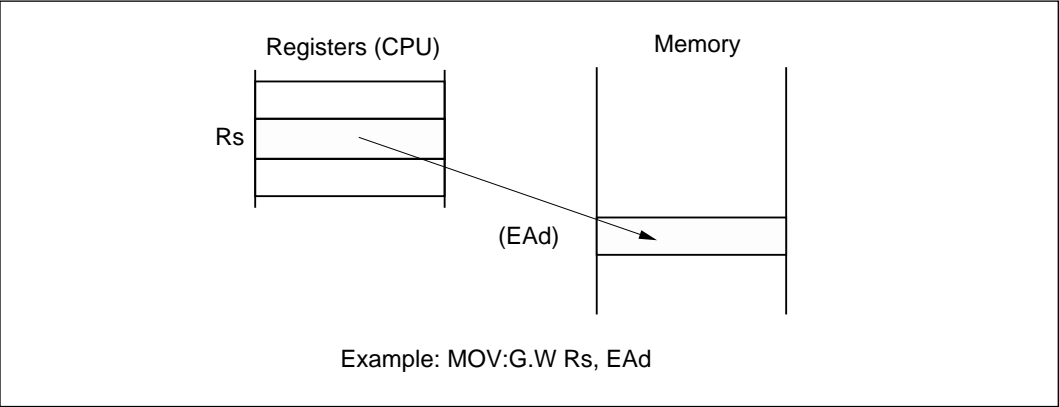 Registers (CPU)
Memory
Rs
(EAd)
Example: MOV:G.W Rs, EAd